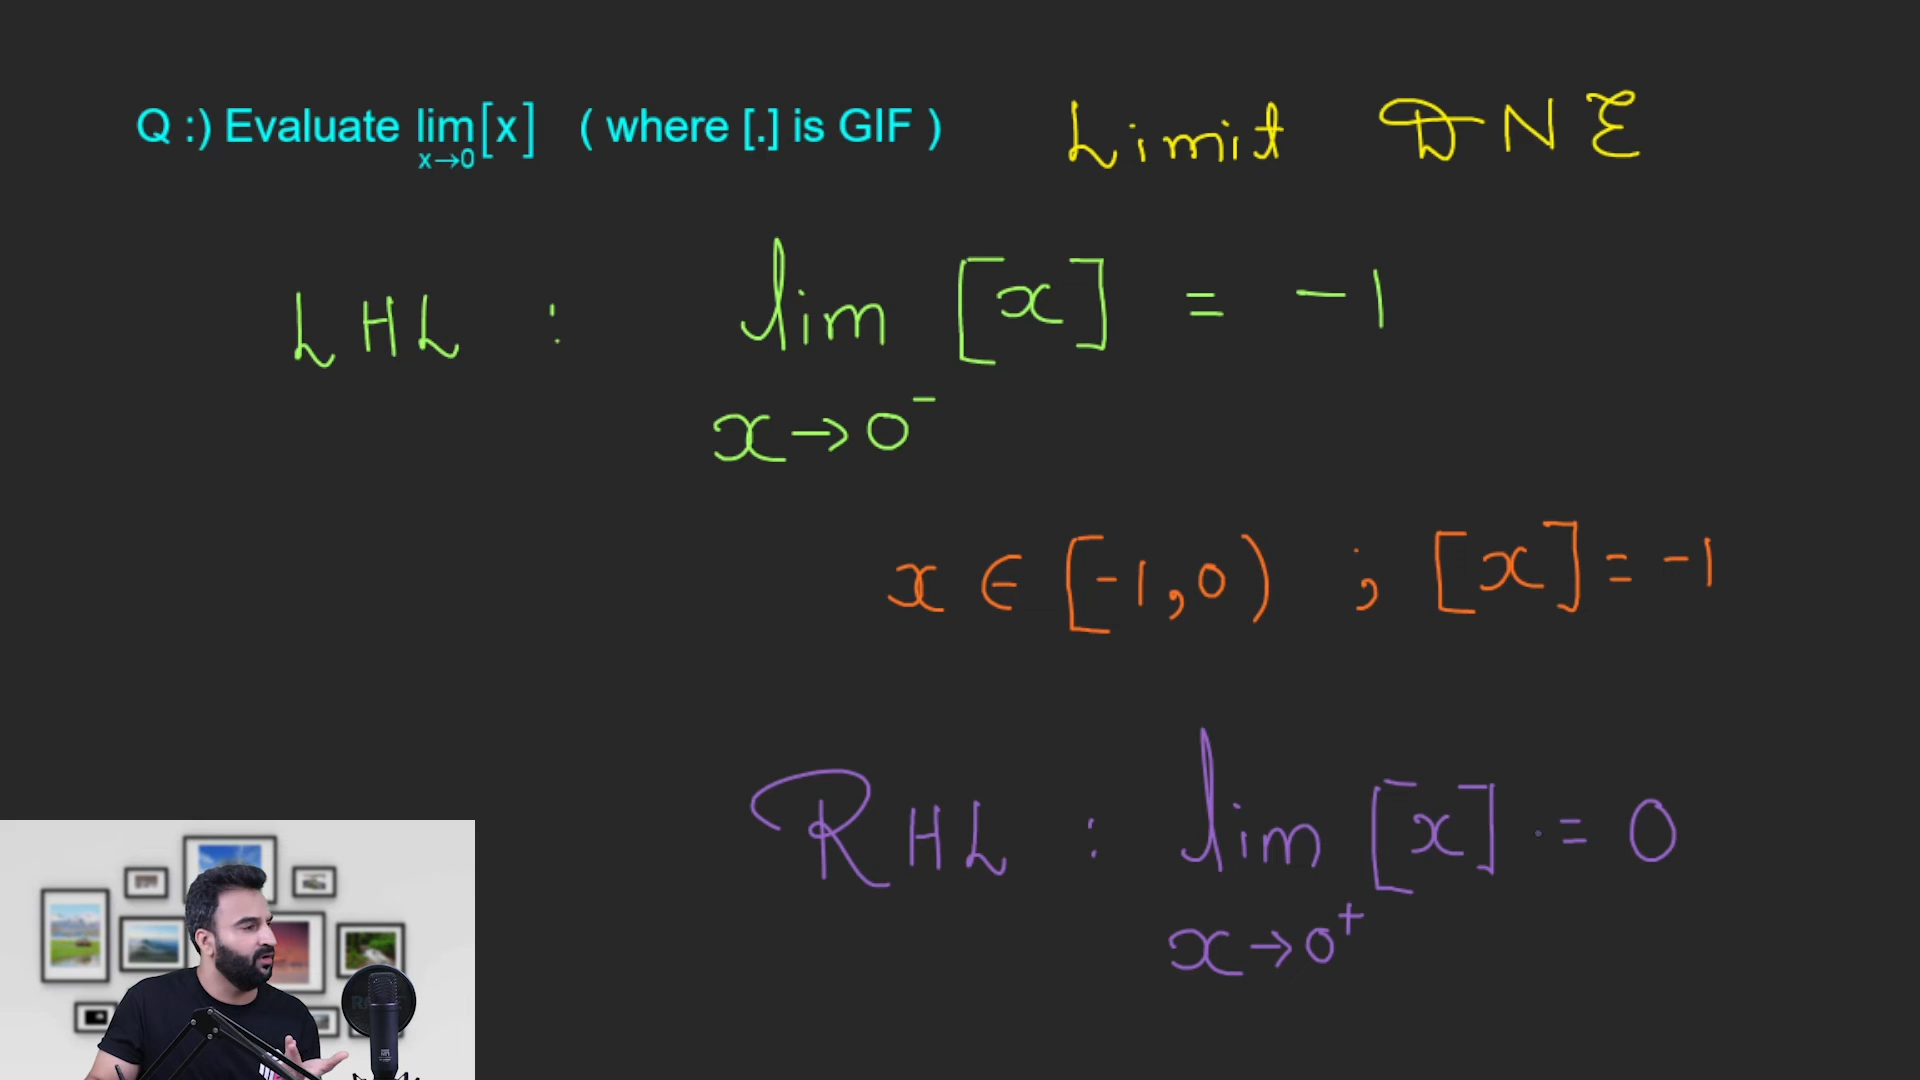 Q :) Evaluate lim [x] ( where [.] is GIF )
x→0
Limit DNE
LHL : lim [x] = -1
x→0⁻
x ∈ [-1,0) ; [x] = -1
RHL : lim [x] = 0
x→0⁺